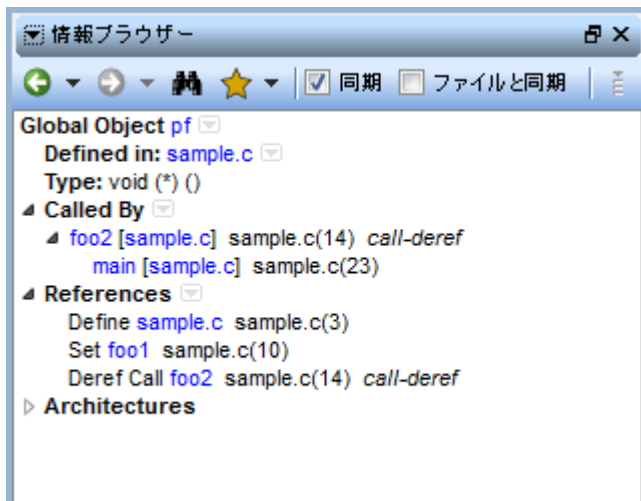 情報ブラウザー
同期 ファイルと同期
Global Object pf
Defined in: sample.c
Type: void (*) ()
Called By
foo2 [sample.c] sample.c(14) call-deref
main [sample.c] sample.c(23)
References
Define sample.c sample.c(3)
Set foo1 sample.c(10)
Deref Call foo2 sample.c(14) call-deref
Architectures